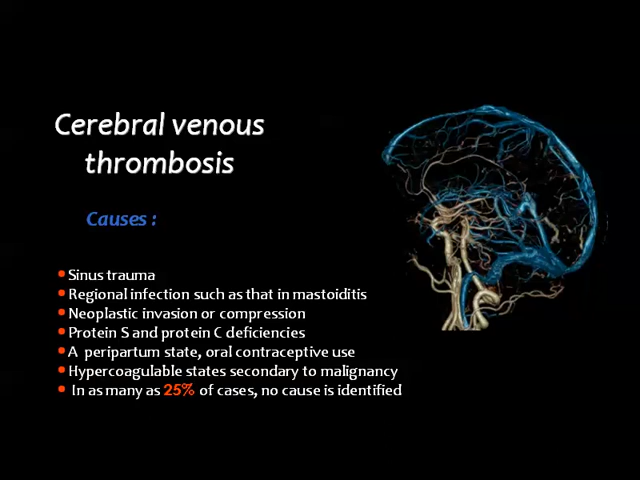 Cerebral venous
thrombosis
Causes :
• Sinus trauma
• Regional infection such as that in mastoiditis
• Neoplastic invasion or compression
• Protein S and protein C deficiencies
• A peripartum state, oral contraceptive use
• Hypercoagulable states secondary to malignancy
• In as many as 25% of cases, no cause is identified